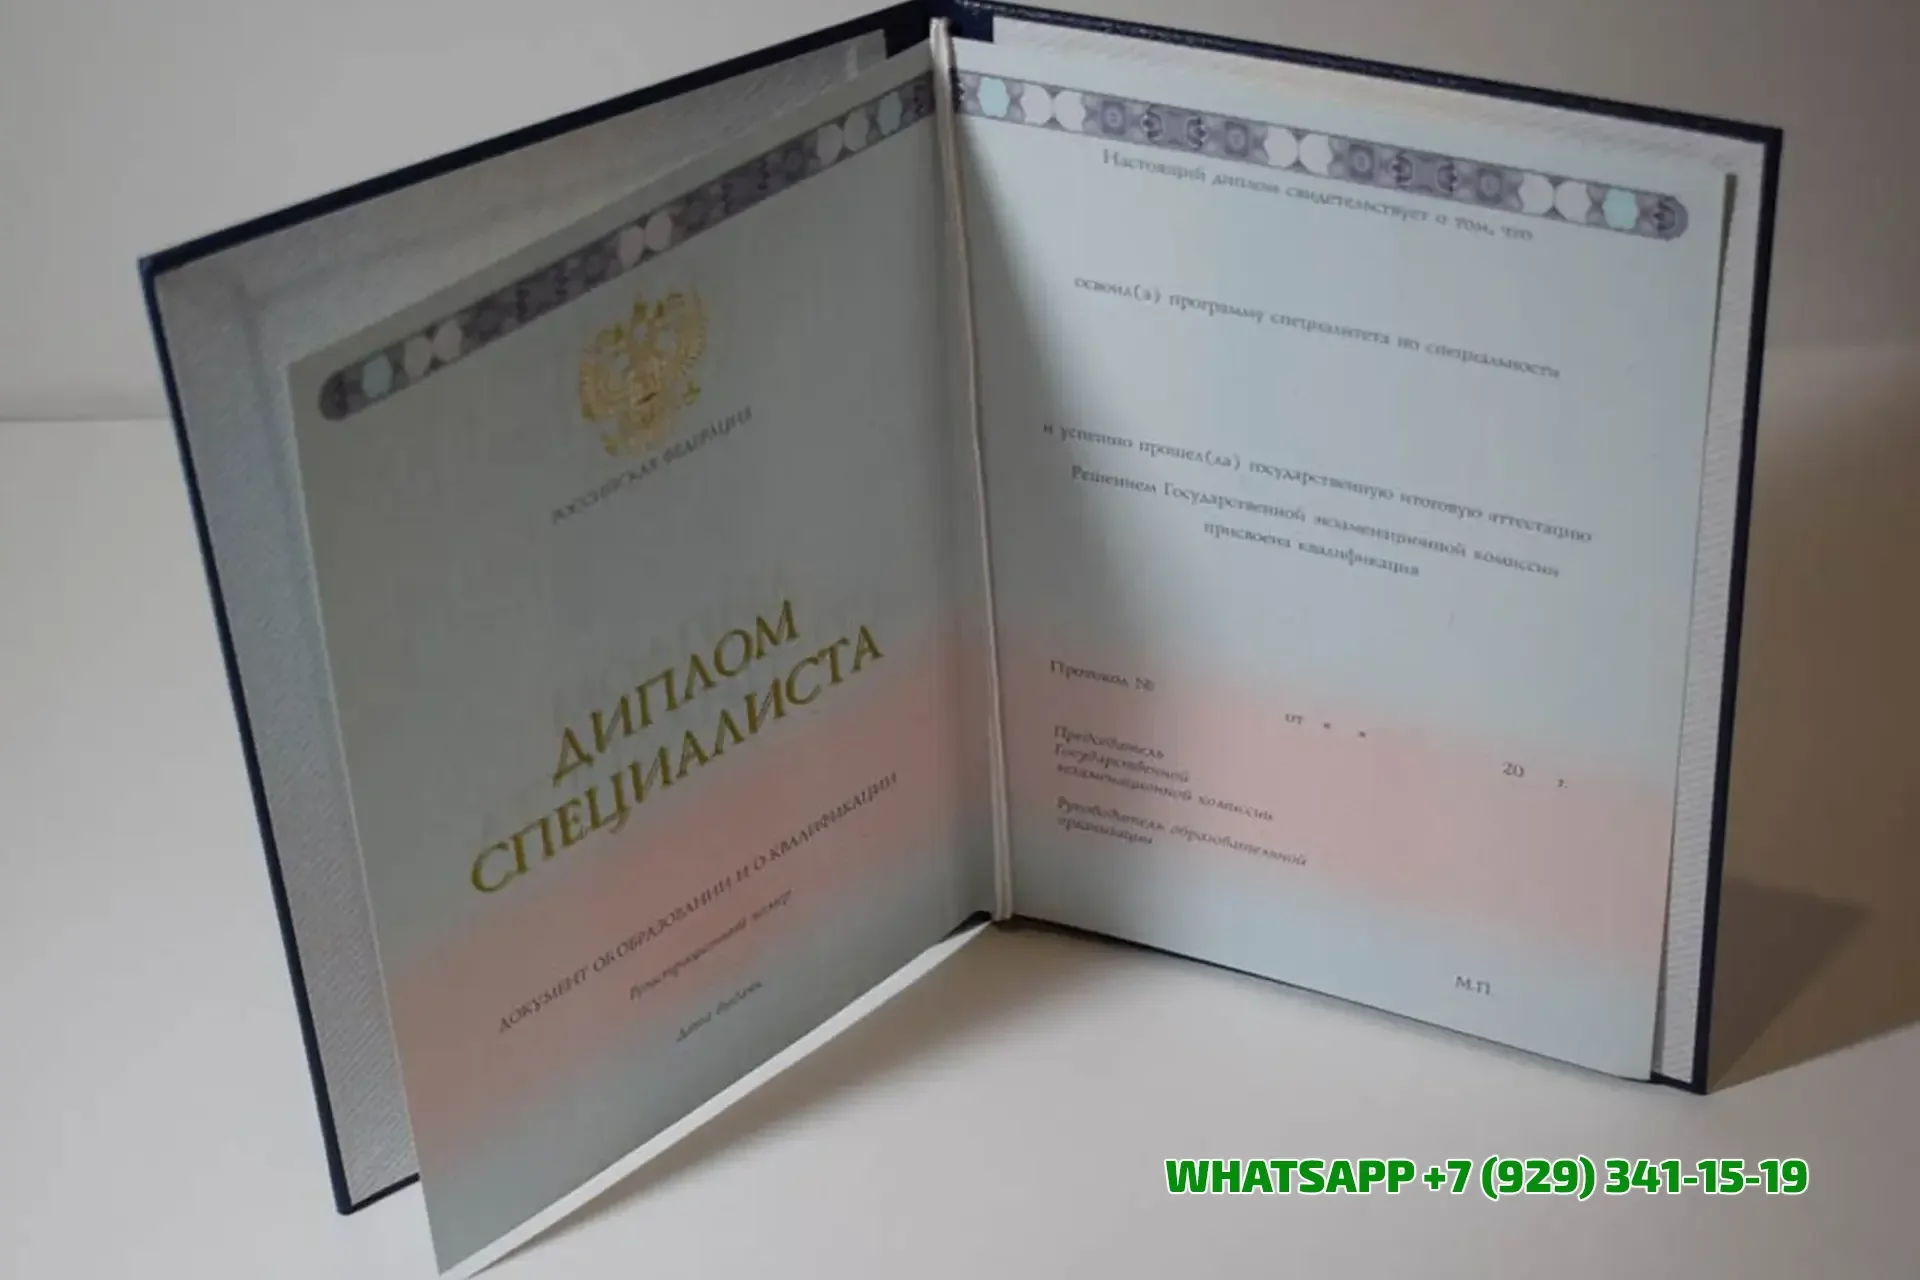 РОССИЙСКАЯ ФЕДЕРАЦИЯ
ДИПЛОМ
СПЕЦИАЛИСТА
ДОКУМЕНТ ОБ ОБРАЗОВАНИИ И О КВАЛИФИКАЦИИ
Регистрационный номер
Дата выдачи
Настоящий диплом свидетельствует о том, что
освоил(а) программу специалитета по специальности
и успешно прошел(ла) государственную итоговую аттестацию
Решением Государственной экзаменационной комиссии
присвоена квалификация
Протокол №
от « »
20 г.
Председатель
Государственной
экзаменационной комиссии
Руководитель образовательной
организации
М.П.
WHATSAPP +7 (929) 341-15-19